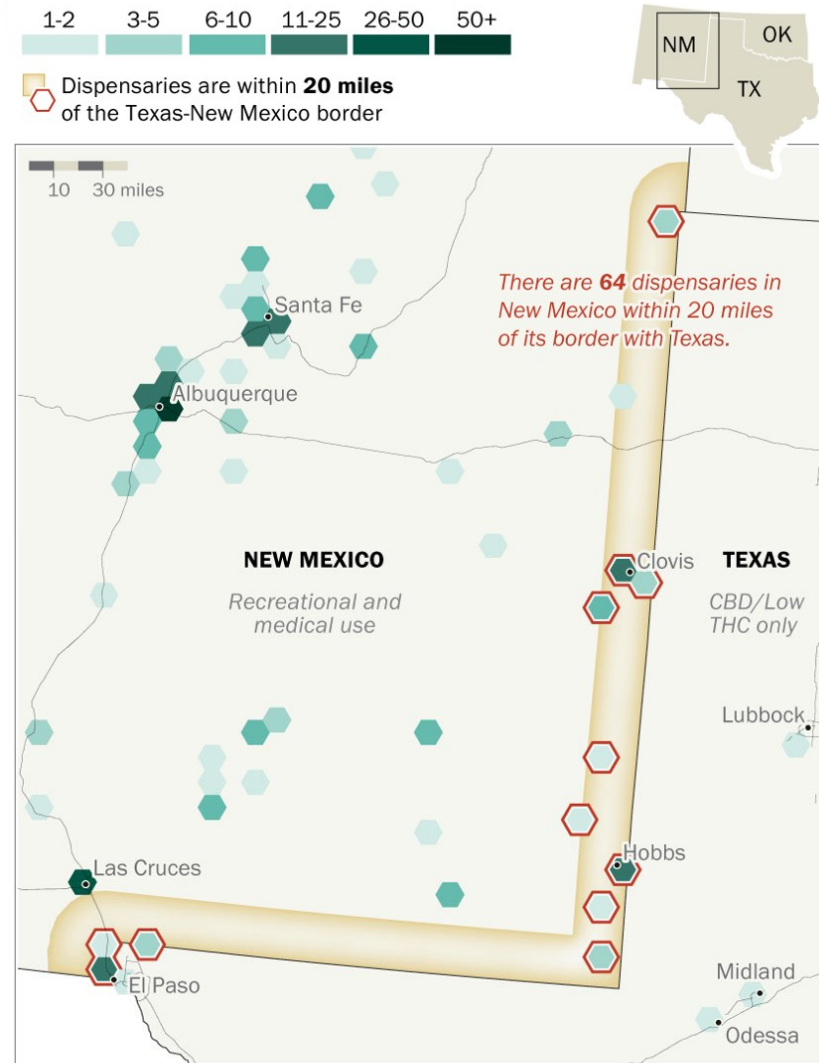 1-2 3-5 6-10 11-25 26-50 50+
Dispensaries are within 20 miles
of the Texas-New Mexico border
NM
OK
TX
10 30 miles
There are 64 dispensaries in
New Mexico within 20 miles
of its border with Texas.
Santa Fe
Albuquerque
NEW MEXICO
Recreational and
medical use
Clovis
TEXAS
CBD/Low
THC only
Lubbock
Hobbs
Las Cruces
El Paso
Midland
Odessa